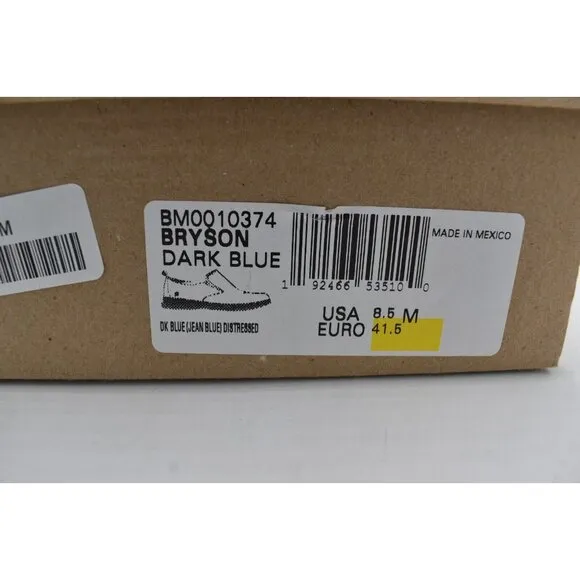 M
BM0010374
BRYSON
DARK BLUE
DK BLUE (JEAN BLUE) DISTRESSED
1 92466 53510 0
MADE IN MEXICO
USA 8.5 M
EURO 41.5